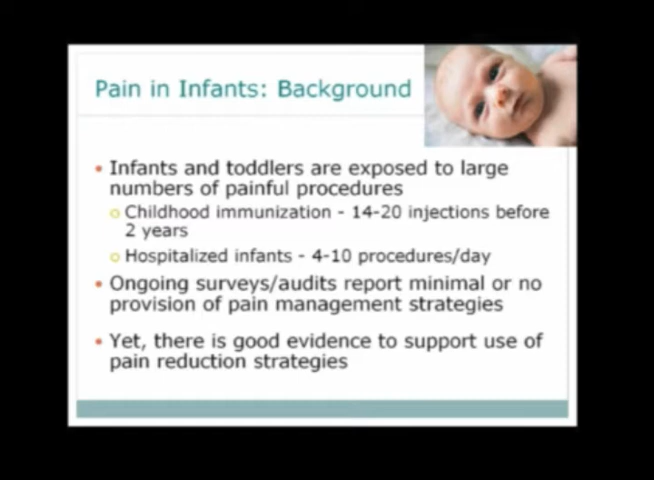 Pain in Infants: Background
• Infants and toddlers are exposed to large
numbers of painful procedures
o Childhood immunization - 14-20 injections before
2 years
o Hospitalized infants - 4-10 procedures/day
• Ongoing surveys/audits report minimal or no
provision of pain management strategies
• Yet, there is good evidence to support use of
pain reduction strategies